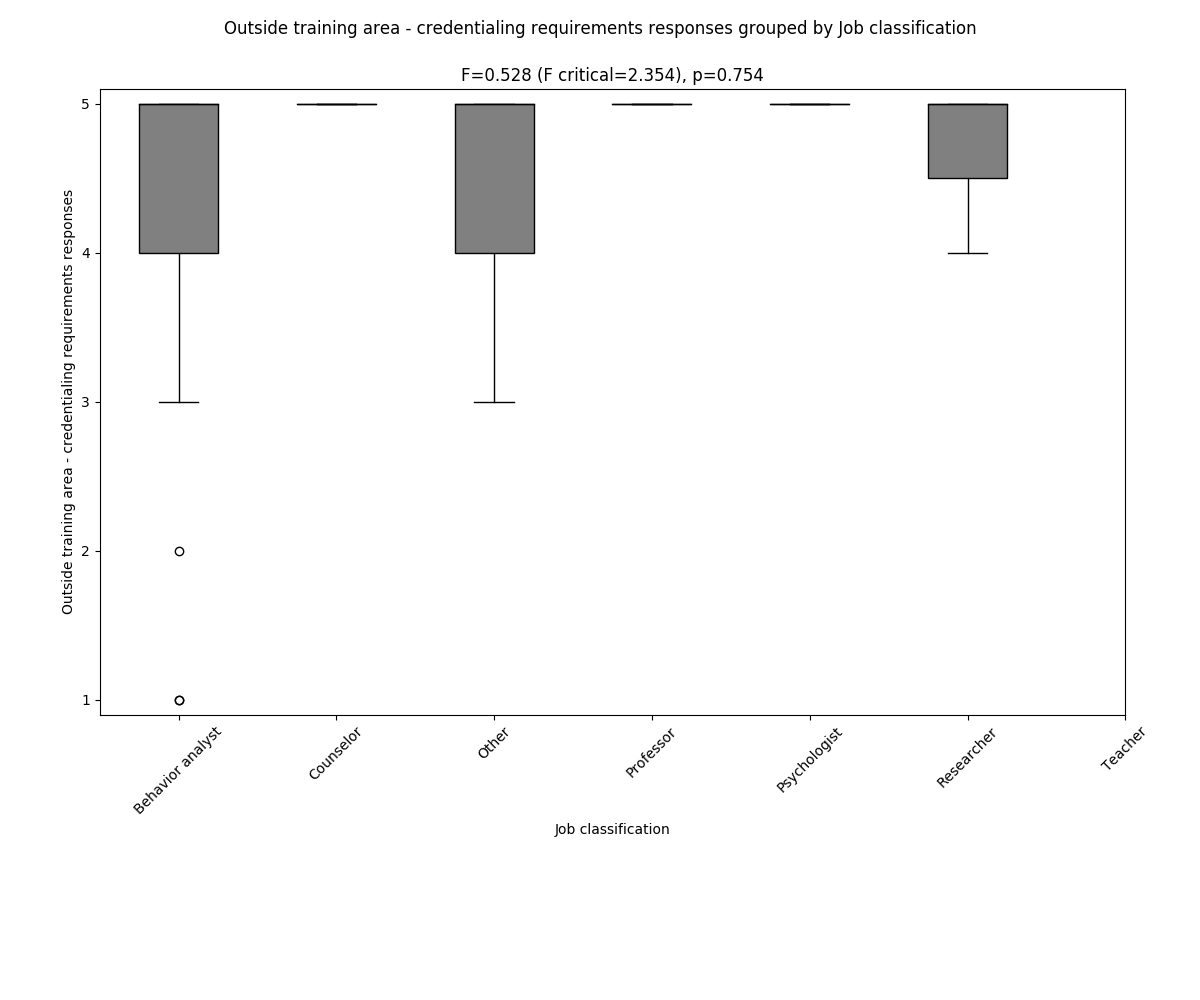 Outside training area - credentialing requirements responses grouped by Job classification
F=0.528 (F critical=2.354), p=0.754
Outside training area - credentialing requirements responses
5
4
3
2
1
Behavior analyst
Counselor
Other
Professor
Psychologist
Researcher
Teacher
Job classification